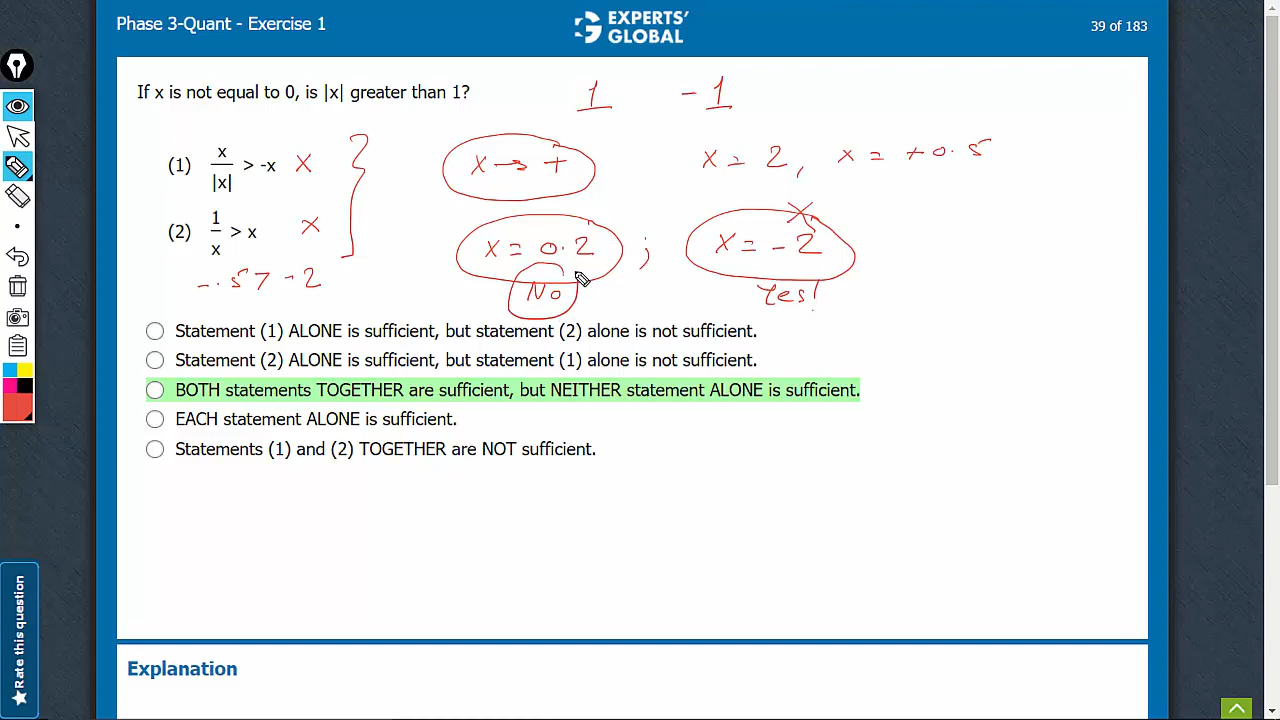 Phase 3-Quant - Exercise 1
EXPERTS'
GLOBAL
39 of 183
If x is not equal to 0, is |x| greater than 1?
1 -1
(1) x/|x| > -x X
x → +
x = 2, x = +0.5
(2) 1/x > x X
x = 0.2 ; x = -2 X
-.5 > -2
No
Yes!
Statement (1) ALONE is sufficient, but statement (2) alone is not sufficient.
Statement (2) ALONE is sufficient, but statement (1) alone is not sufficient.
BOTH statements TOGETHER are sufficient, but NEITHER statement ALONE is sufficient.
EACH statement ALONE is sufficient.
Statements (1) and (2) TOGETHER are NOT sufficient.
Rate this question
Explanation